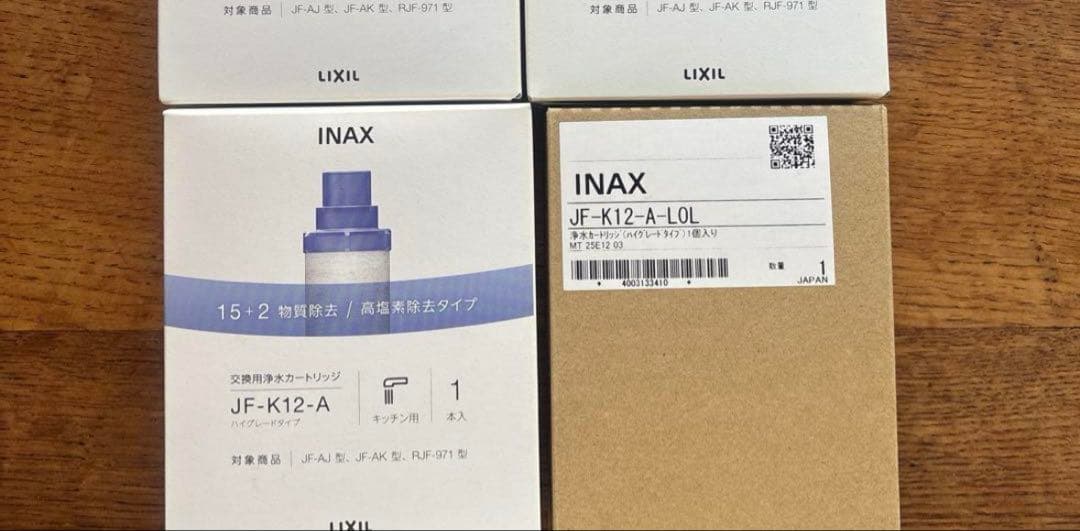 対象商品 JF-AJ 型、JF-AK 型、RJF-971 型
LIXIL
対象商品 JF-AJ 型、JF-AK 型、RJF-971 型
LIXIL
INAX
15+2 物質除去 / 高塩素除去タイプ
交換用浄水カートリッジ
JF-K12-A
ハイグレードタイプ
キッチン用
1
本入
対象商品 JF-AJ 型、JF-AK 型、RJF-971 型
LIXIL
INAX
JF-K12-A-L0L
浄水カートリッジ(ハイグレードタイプ)1個入り
MT 25E12 03
* 4003133410 *
数量 1
JAPAN